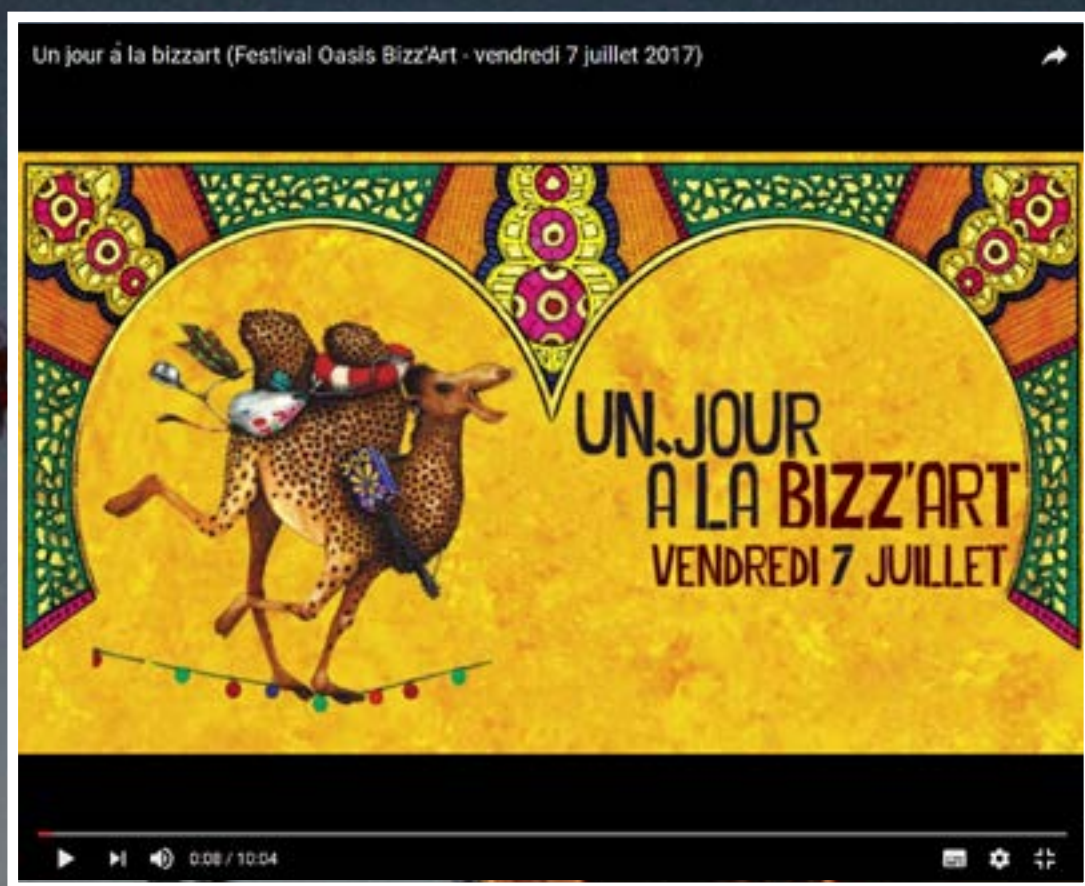 Un jour à la bizzart (Festival Oasis Bizz'Art - vendredi 7 juillet 2017)
UN JOUR
A LA BIZZ'ART
VENDREDI 7 JUILLET
0:08 / 10:04